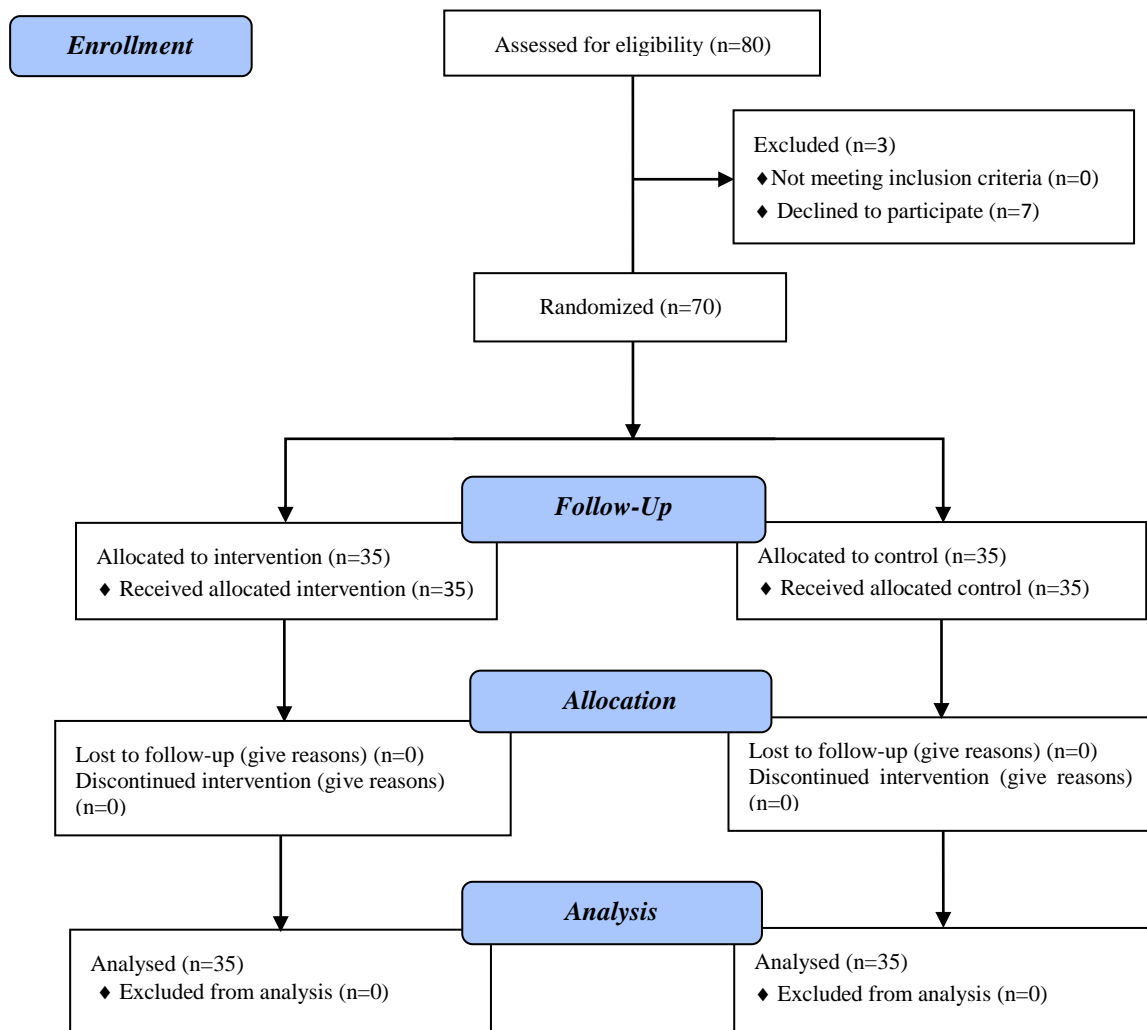 Enrollment
Assessed for eligibility (n=80)
Excluded (n=3)
♦Not meeting inclusion criteria (n=0)
♦ Declined to participate (n=7)
Randomized (n=70)
Follow-Up
Allocated to intervention (n=35)
♦ Received allocated intervention (n=35)
Allocated to control (n=35)
♦ Received allocated control (n=35)
Allocation
Lost to follow-up (give reasons) (n=0)
Discontinued intervention (give reasons)
(n=0)
Lost to follow-up (give reasons) (n=0)
Discontinued intervention (give reasons)
(n=0)
Analysis
Analysed (n=35)
♦ Excluded from analysis (n=0)
Analysed (n=35)
♦ Excluded from analysis (n=0)